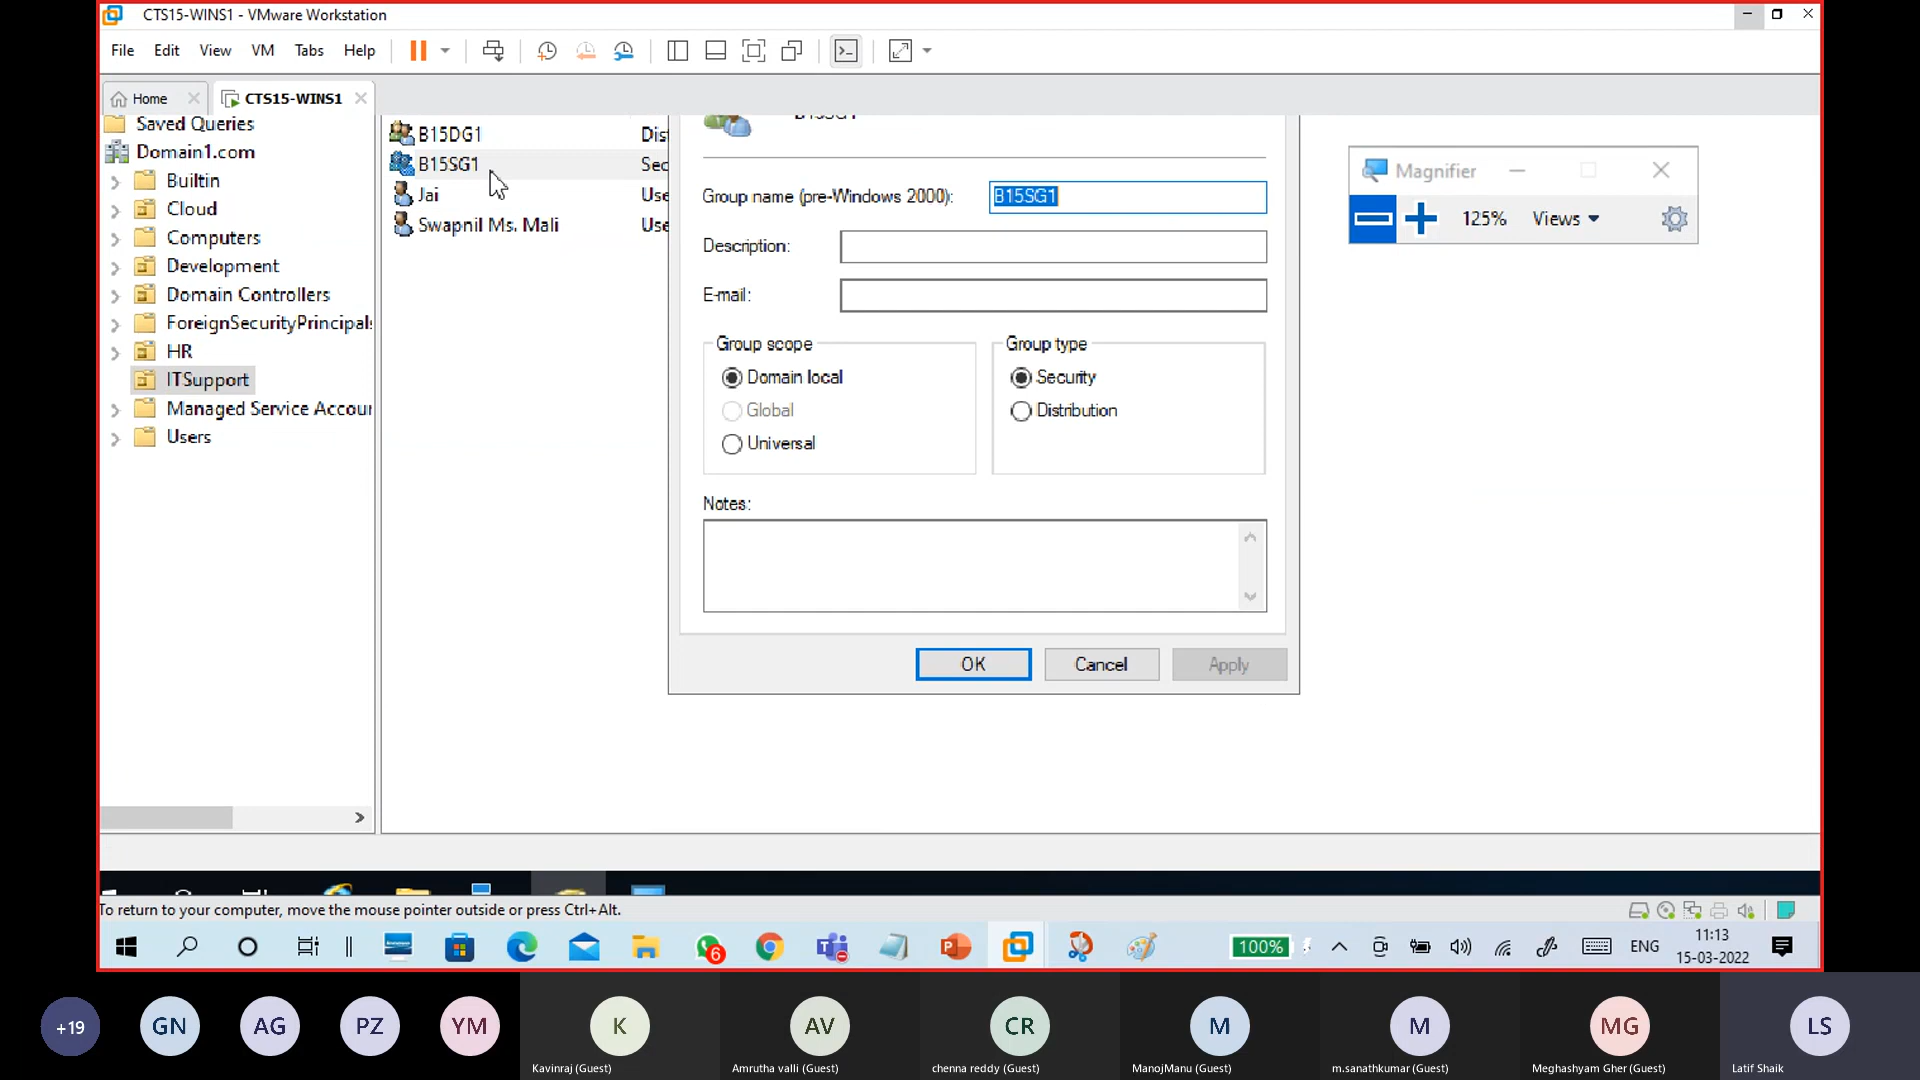 CTS15-WINS1 - VMware Workstation
File Edit View VM Tabs Help
Home
CTS15-WINS1
Saved Queries
Domain1.com
Builtin
Cloud
Computers
Development
Domain Controllers
ForeignSecurityPrincipals
HR
ITSupport
Managed Service Accour
Users
B15DG1 Dis
B15SG1 Sec
Jai Use
Swapnil Ms. Mali Use
B15SG1
Group name (pre-Windows 2000): B15SG1
Description:
E-mail:
Group scope
Domain local
Global
Universal
Group type
Security
Distribution
Notes:
OK Cancel Apply
Magnifier
125% Views
To return to your computer, move the mouse pointer outside or press Ctrl+Alt.
6
100%
ENG
11:13
15-03-2022
+19 GN AG PZ YM K AV CR M M MG LS
Kavinraj (Guest) Amrutha valli (Guest) chenna reddy (Guest) ManojManu (Guest) m.sanathkumar (Guest) Meghashyam Gher (Guest) Latif Shaik